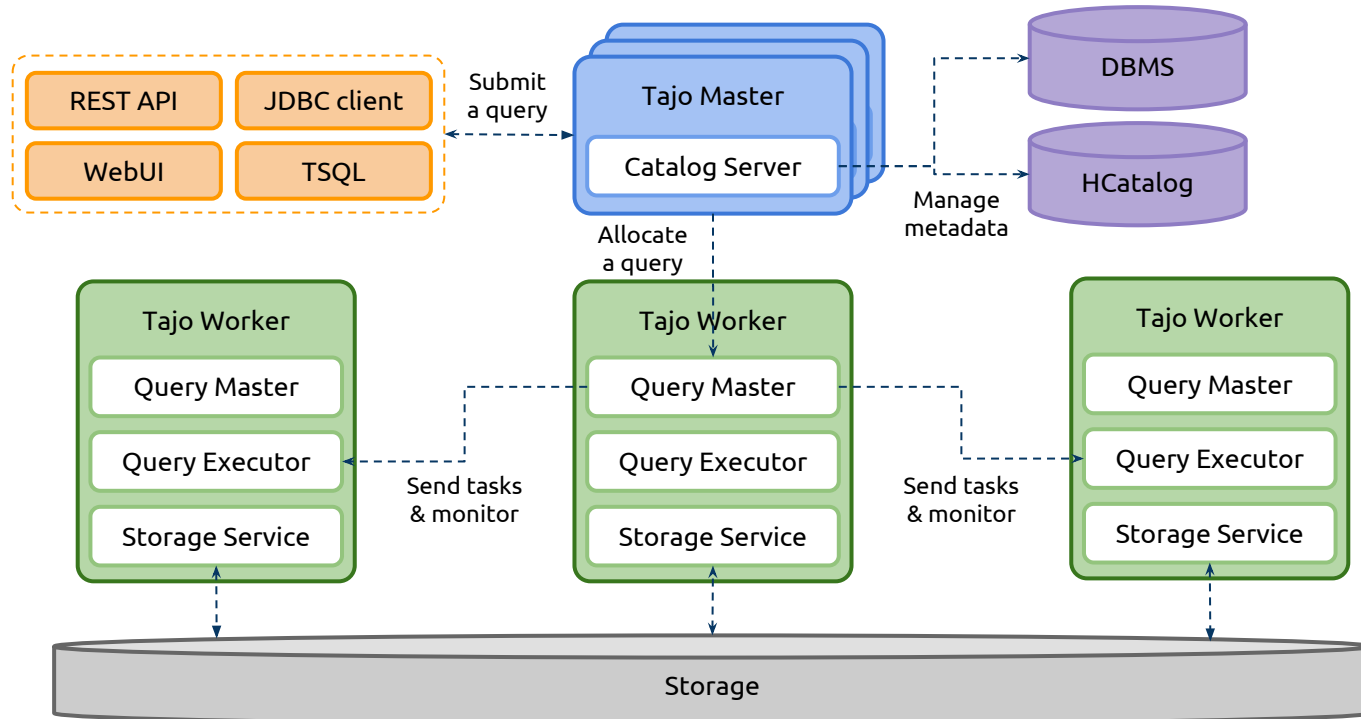 REST API
JDBC client
WebUI
TSQL
Submit
a query
Tajo Master
Catalog Server
DBMS
HCatalog
Manage
metadata
Allocate
a query
Tajo Worker
Query Master
Query Executor
Storage Service
Send tasks
& monitor
Tajo Worker
Query Master
Query Executor
Storage Service
Send tasks
& monitor
Tajo Worker
Query Master
Query Executor
Storage Service
Storage